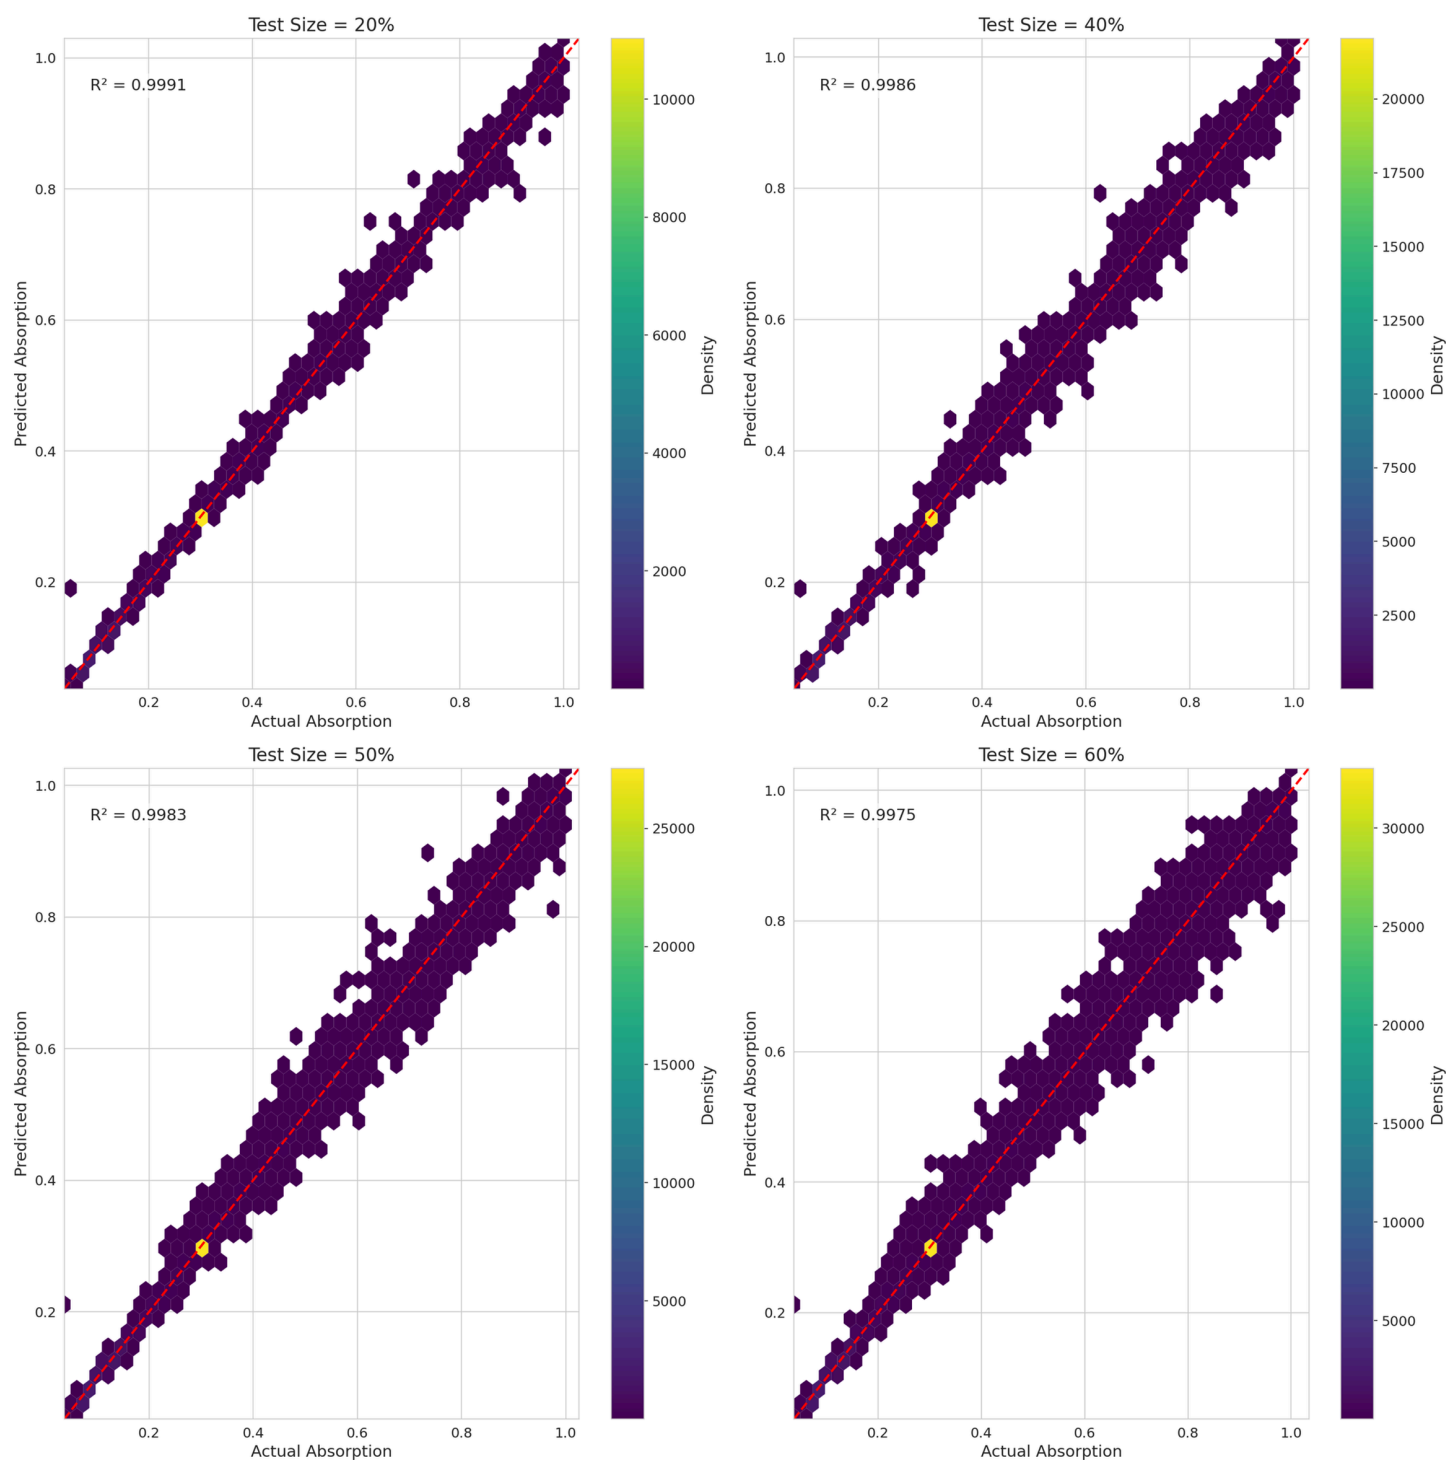 Test Size = 20%
R² = 0.9991
1.0
0.8
0.6
0.4
0.2
Predicted Absorption
0.2 0.4 0.6 0.8 1.0
Actual Absorption
10000
8000
6000
4000
2000
Density
Test Size = 40%
R² = 0.9986
1.0
0.8
0.6
0.4
0.2
Predicted Absorption
0.2 0.4 0.6 0.8 1.0
Actual Absorption
20000
17500
15000
12500
10000
7500
5000
2500
Density
Test Size = 50%
R² = 0.9983
1.0
0.8
0.6
0.4
0.2
Predicted Absorption
0.2 0.4 0.6 0.8 1.0
Actual Absorption
25000
20000
15000
10000
5000
Density
Test Size = 60%
R² = 0.9975
1.0
0.8
0.6
0.4
0.2
Predicted Absorption
0.2 0.4 0.6 0.8 1.0
Actual Absorption
30000
25000
20000
15000
10000
5000
Density